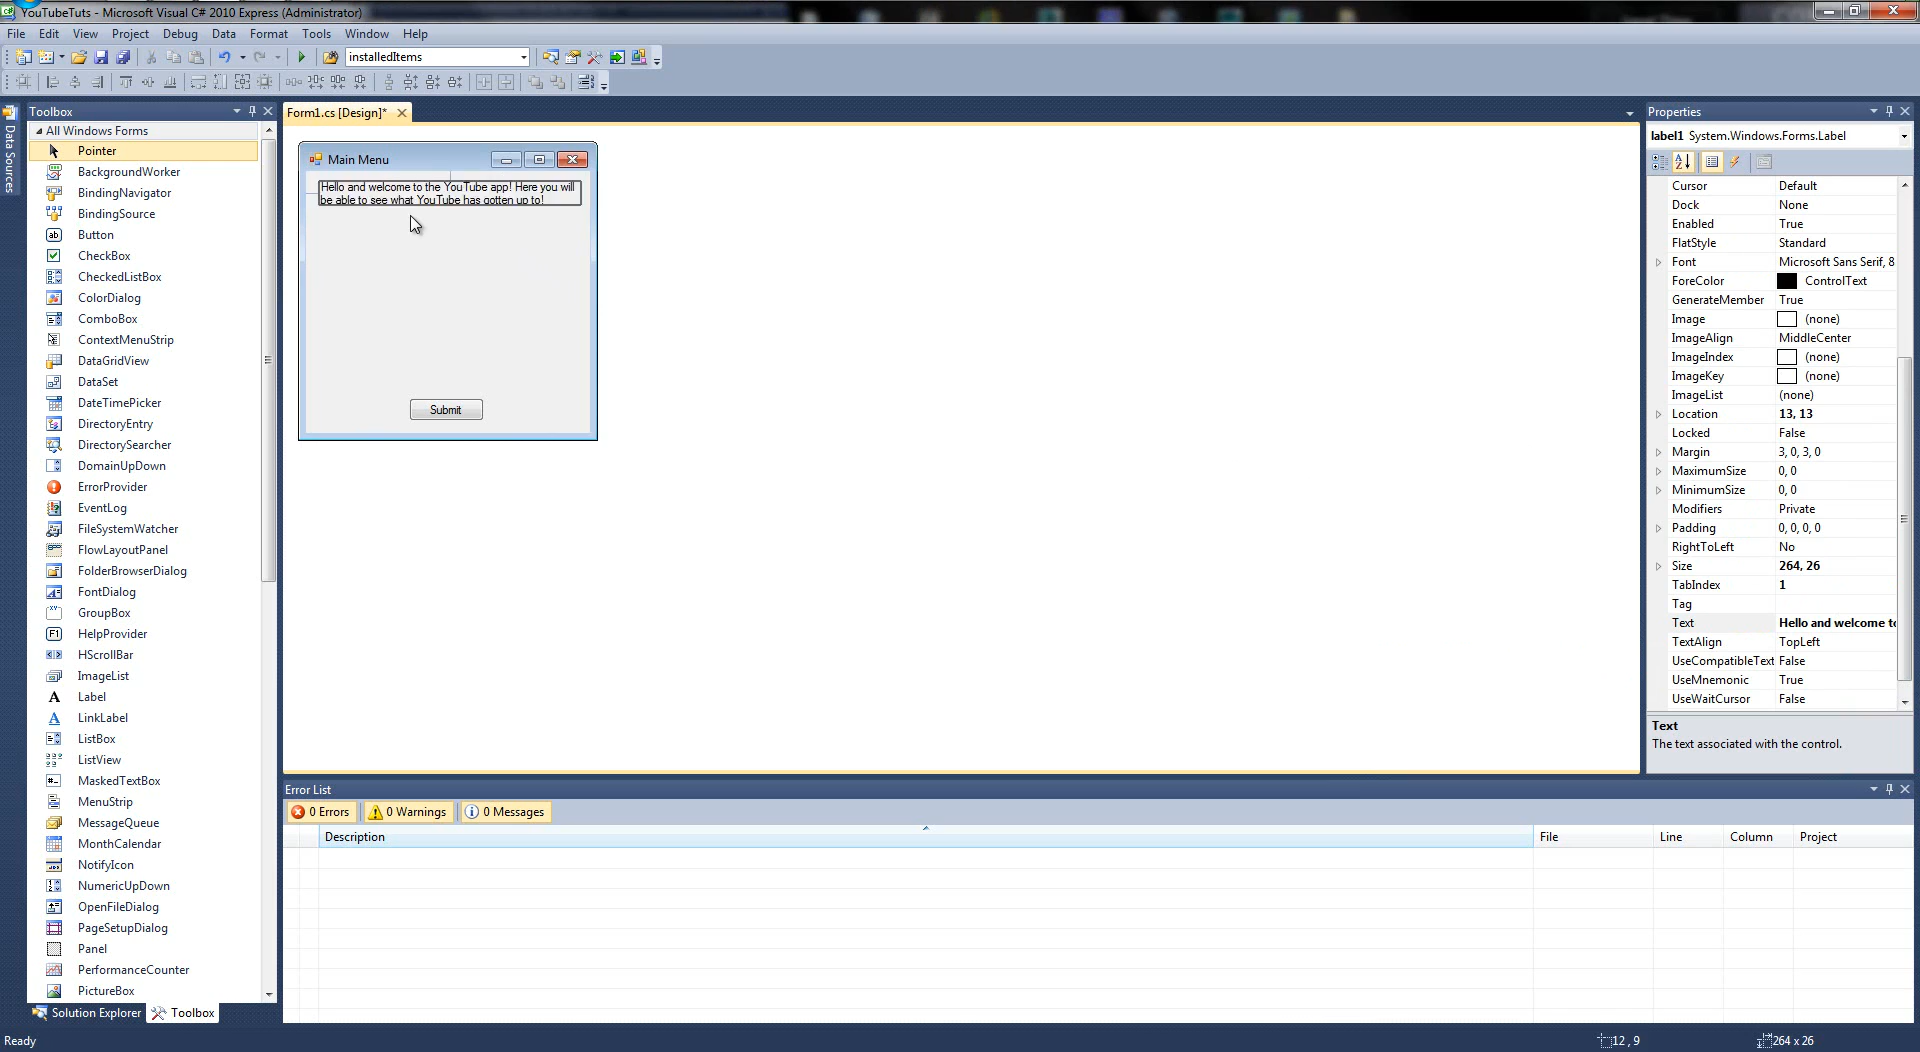 YouTubeTuts - Microsoft Visual C# 2010 Express (Administrator)
File Edit View Project Debug Data Format Tools Window Help
installedItems
Data Sources
Toolbox
All Windows Forms
Pointer
BackgroundWorker
BindingNavigator
BindingSource
Button
CheckBox
CheckedListBox
ColorDialog
ComboBox
ContextMenuStrip
DataGridView
DataSet
DateTimePicker
DirectoryEntry
DirectorySearcher
DomainUpDown
ErrorProvider
EventLog
FileSystemWatcher
FlowLayoutPanel
FolderBrowserDialog
FontDialog
GroupBox
HelpProvider
HScrollBar
ImageList
Label
LinkLabel
ListBox
ListView
MaskedTextBox
MenuStrip
MessageQueue
MonthCalendar
NotifyIcon
NumericUpDown
OpenFileDialog
PageSetupDialog
Panel
PerformanceCounter
PictureBox
Solution Explorer Toolbox
Form1.cs [Design]*
Main Menu
Hello and welcome to the YouTube app! Here you will
be able to see what YouTube has gotten up to!
Submit
Properties
label1 System.Windows.Forms.Label
Cursor Default
Dock None
Enabled True
FlatStyle Standard
Font Microsoft Sans Serif, 8
ForeColor ControlText
GenerateMember True
Image (none)
ImageAlign MiddleCenter
ImageIndex (none)
ImageKey (none)
ImageList (none)
Location 13, 13
Locked False
Margin 3, 0, 3, 0
MaximumSize 0, 0
MinimumSize 0, 0
Modifiers Private
Padding 0, 0, 0, 0
RightToLeft No
Size 264, 26
TabIndex 1
Tag
Text Hello and welcome to
TextAlign TopLeft
UseCompatibleText False
UseMnemonic True
UseWaitCursor False
Text
The text associated with the control.
Error List
0 Errors 0 Warnings 0 Messages
Description File Line Column Project
Ready 12 , 9 264 x 26